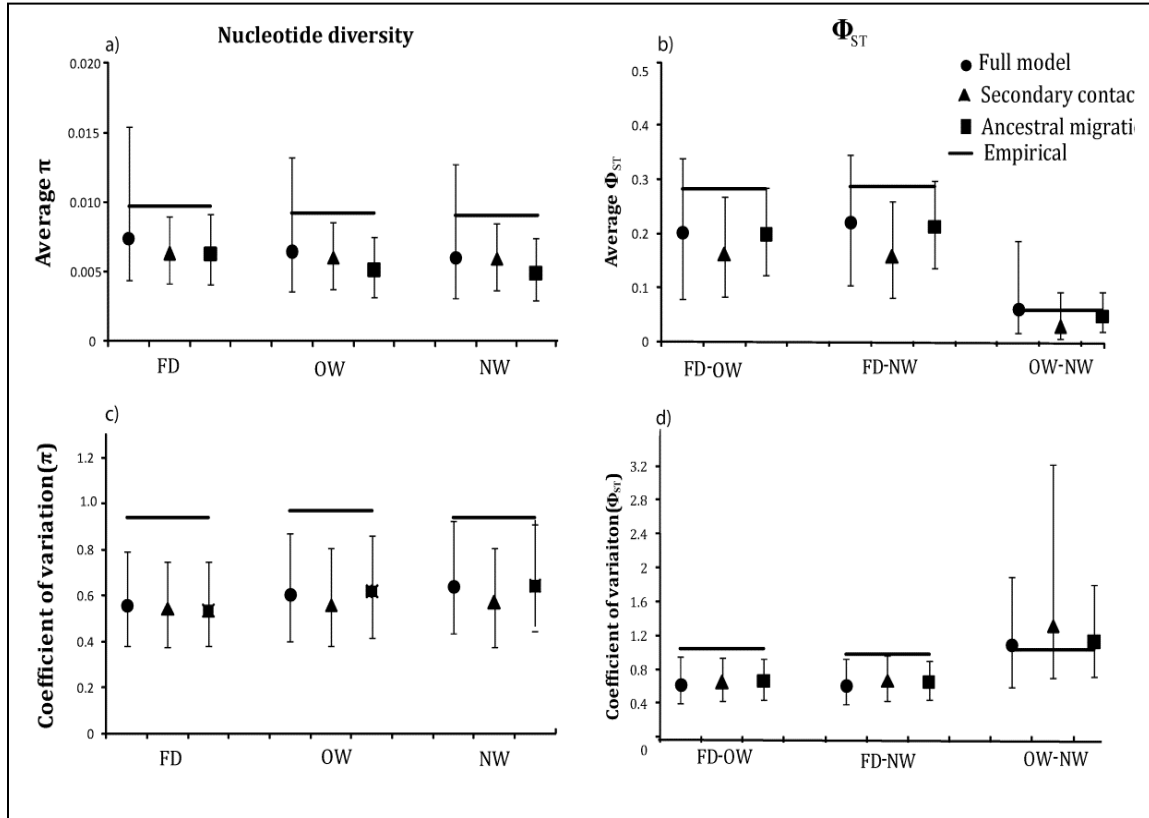 Nucleotide diversity
a)
Average π
0.020
0.015
0.010
0.005
0
FD
OW
NW
ΦST
b)
Average ΦST
0.5
0.4
0.3
0.2
0.1
0
FD-OW
FD-NW
OW-NW
Full model
Secondary contac
Ancestral migrati
Empirical
c)
Coefficient of variation(π)
1.2
1.0
0.8
0.6
0.4
0.2
0
FD
OW
NW
d)
Coefficient of variaiton(ΦST)
3.2
2.8
2.4
2
1.6
1.2
0.8
0.4
0
FD-OW
FD-NW
OW-NW